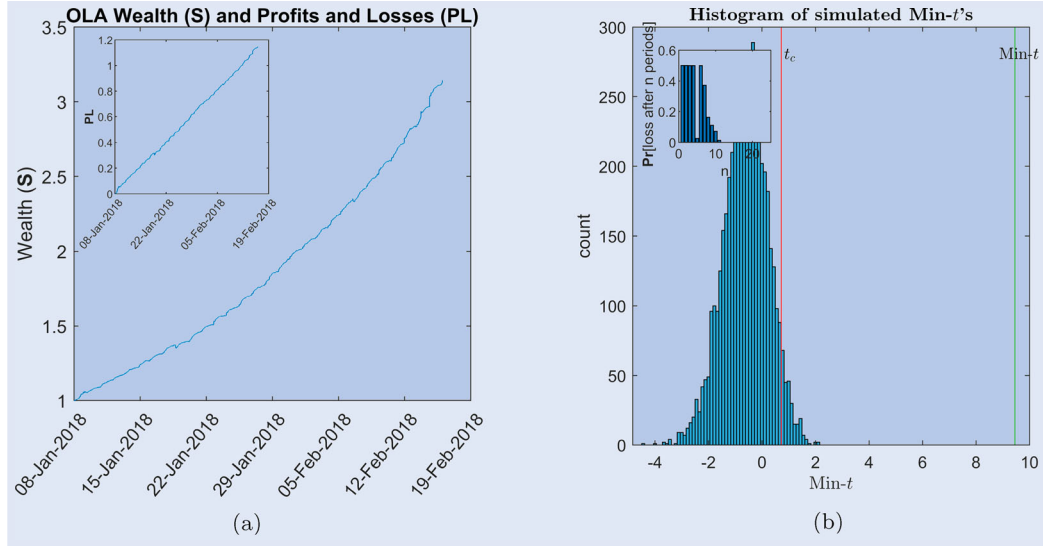 OLA Wealth (S) and Profits and Losses (PL)
3.5
3
2.5
2
1.5
1
Wealth (S)
1.2
1
0.8
0.6
0.4
0.2
0
PL
08-Jan-2018
22-Jan-2018
05-Feb-2018
19-Feb-2018
08-Jan-2018
15-Jan-2018
22-Jan-2018
29-Jan-2018
05-Feb-2018
12-Feb-2018
19-Feb-2018
(a)
Histogram of simulated Min-t's
300
250
200
150
100
50
0
count
Pr[loss after n periods]
0.6
0.4
0.2
0
0 10 20
n
t_c
Min-t
-4 -2 0 2 4 6 8 10
Min-t
(b)